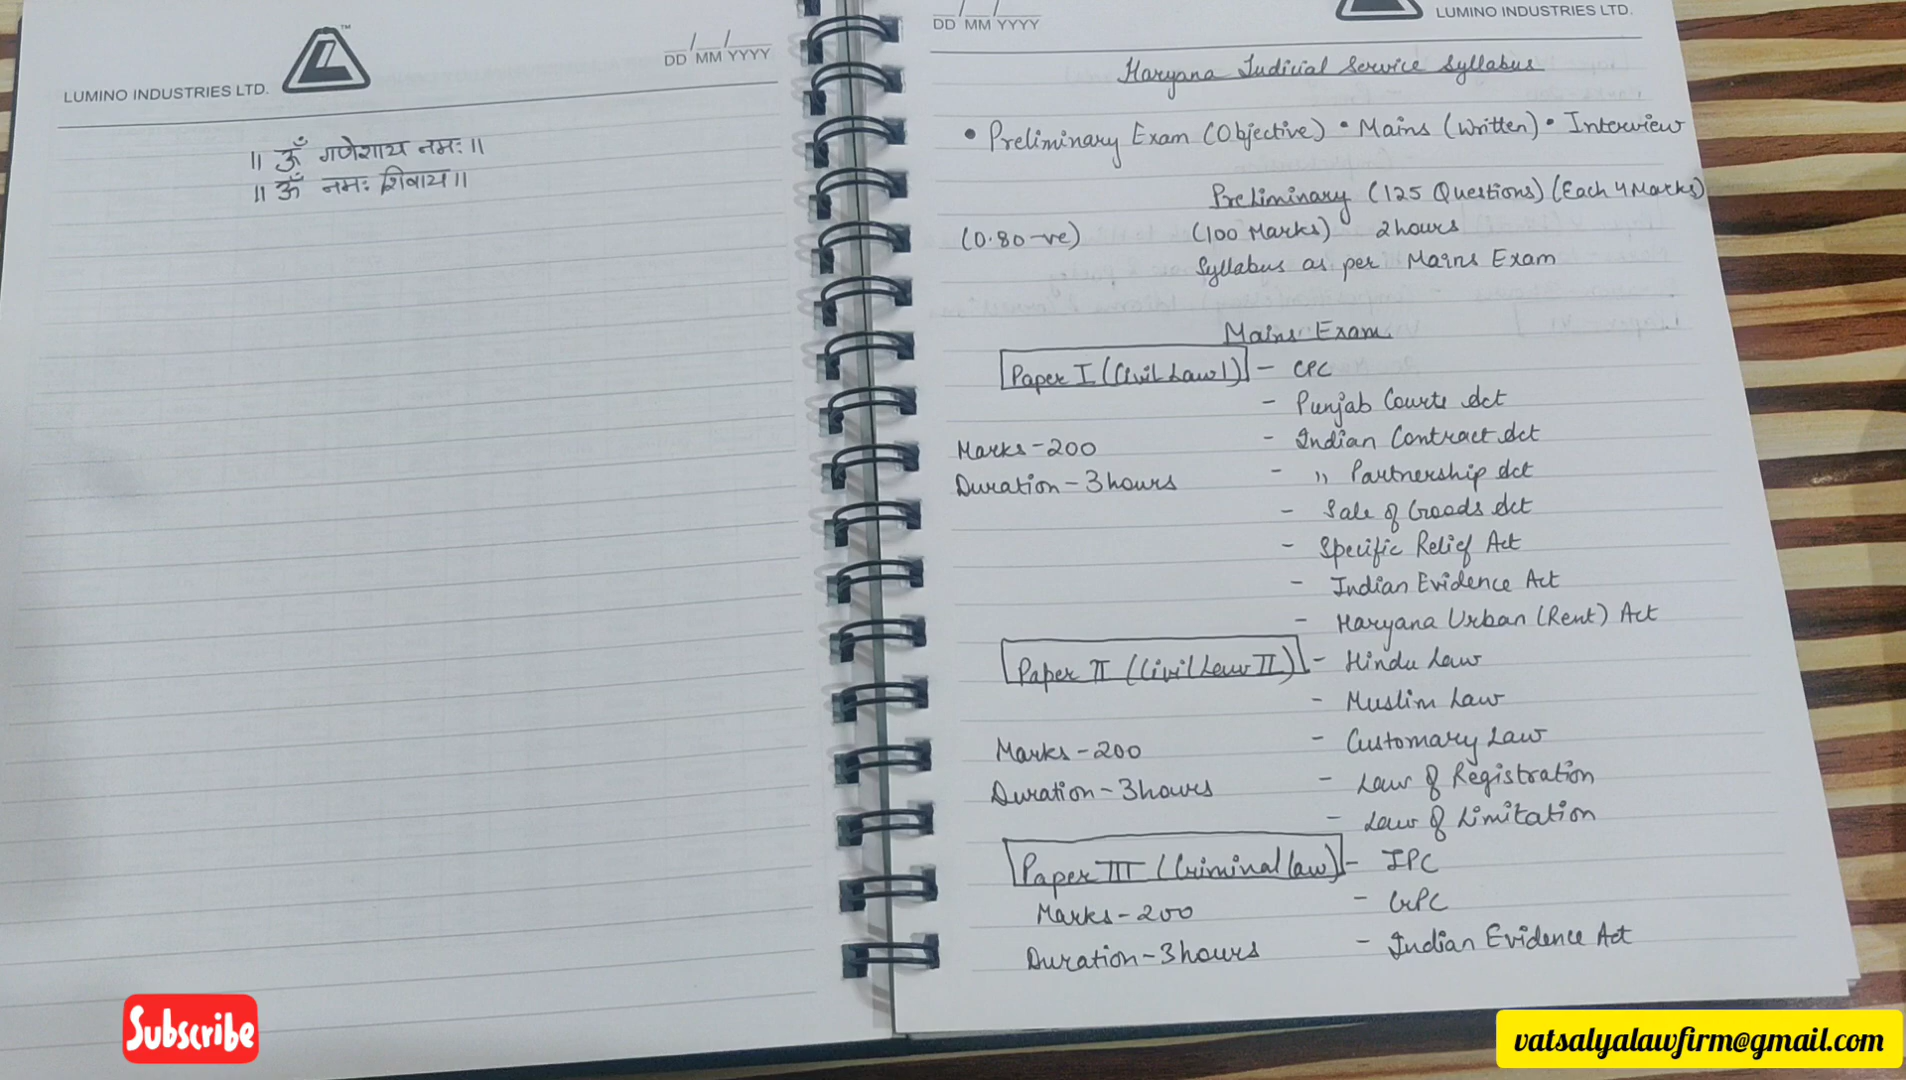 LUMINO INDUSTRIES LTD.
DD MM YYYY
॥ ॐ गणेशाय नमः ॥
॥ ॐ नमः शिवाय ॥
DD MM YYYY
LUMINO INDUSTRIES LTD.
Haryana Judicial Service Syllabus
• Preliminary Exam (Objective) • Mains (Written) • Interview
Preliminary (125 Questions) (Each 4 Marks)
(0.80-ve) (100 Marks) 2 hours
Syllabus as per Mains Exam
Mains Exam
Paper I (Civil Law I) - CPC
- Punjab Courts Act
Marks - 200 - Indian Contract Act
Duration - 3 hours - " Partnership Act
- Sale of Goods Act
- Specific Relief Act
- Indian Evidence Act
- Haryana Urban (Rent) Act
Paper II (Civil Law II) - Hindu Law
- Muslim Law
Marks - 200 - Customary Law
Duration - 3 hours - Law of Registration
- Law of Limitation
Paper III (Criminal Law) - IPC
Marks - 200 - CrPC
Duration - 3 hours - Indian Evidence Act
Subscribe
vatsalyalawfirm@gmail.com